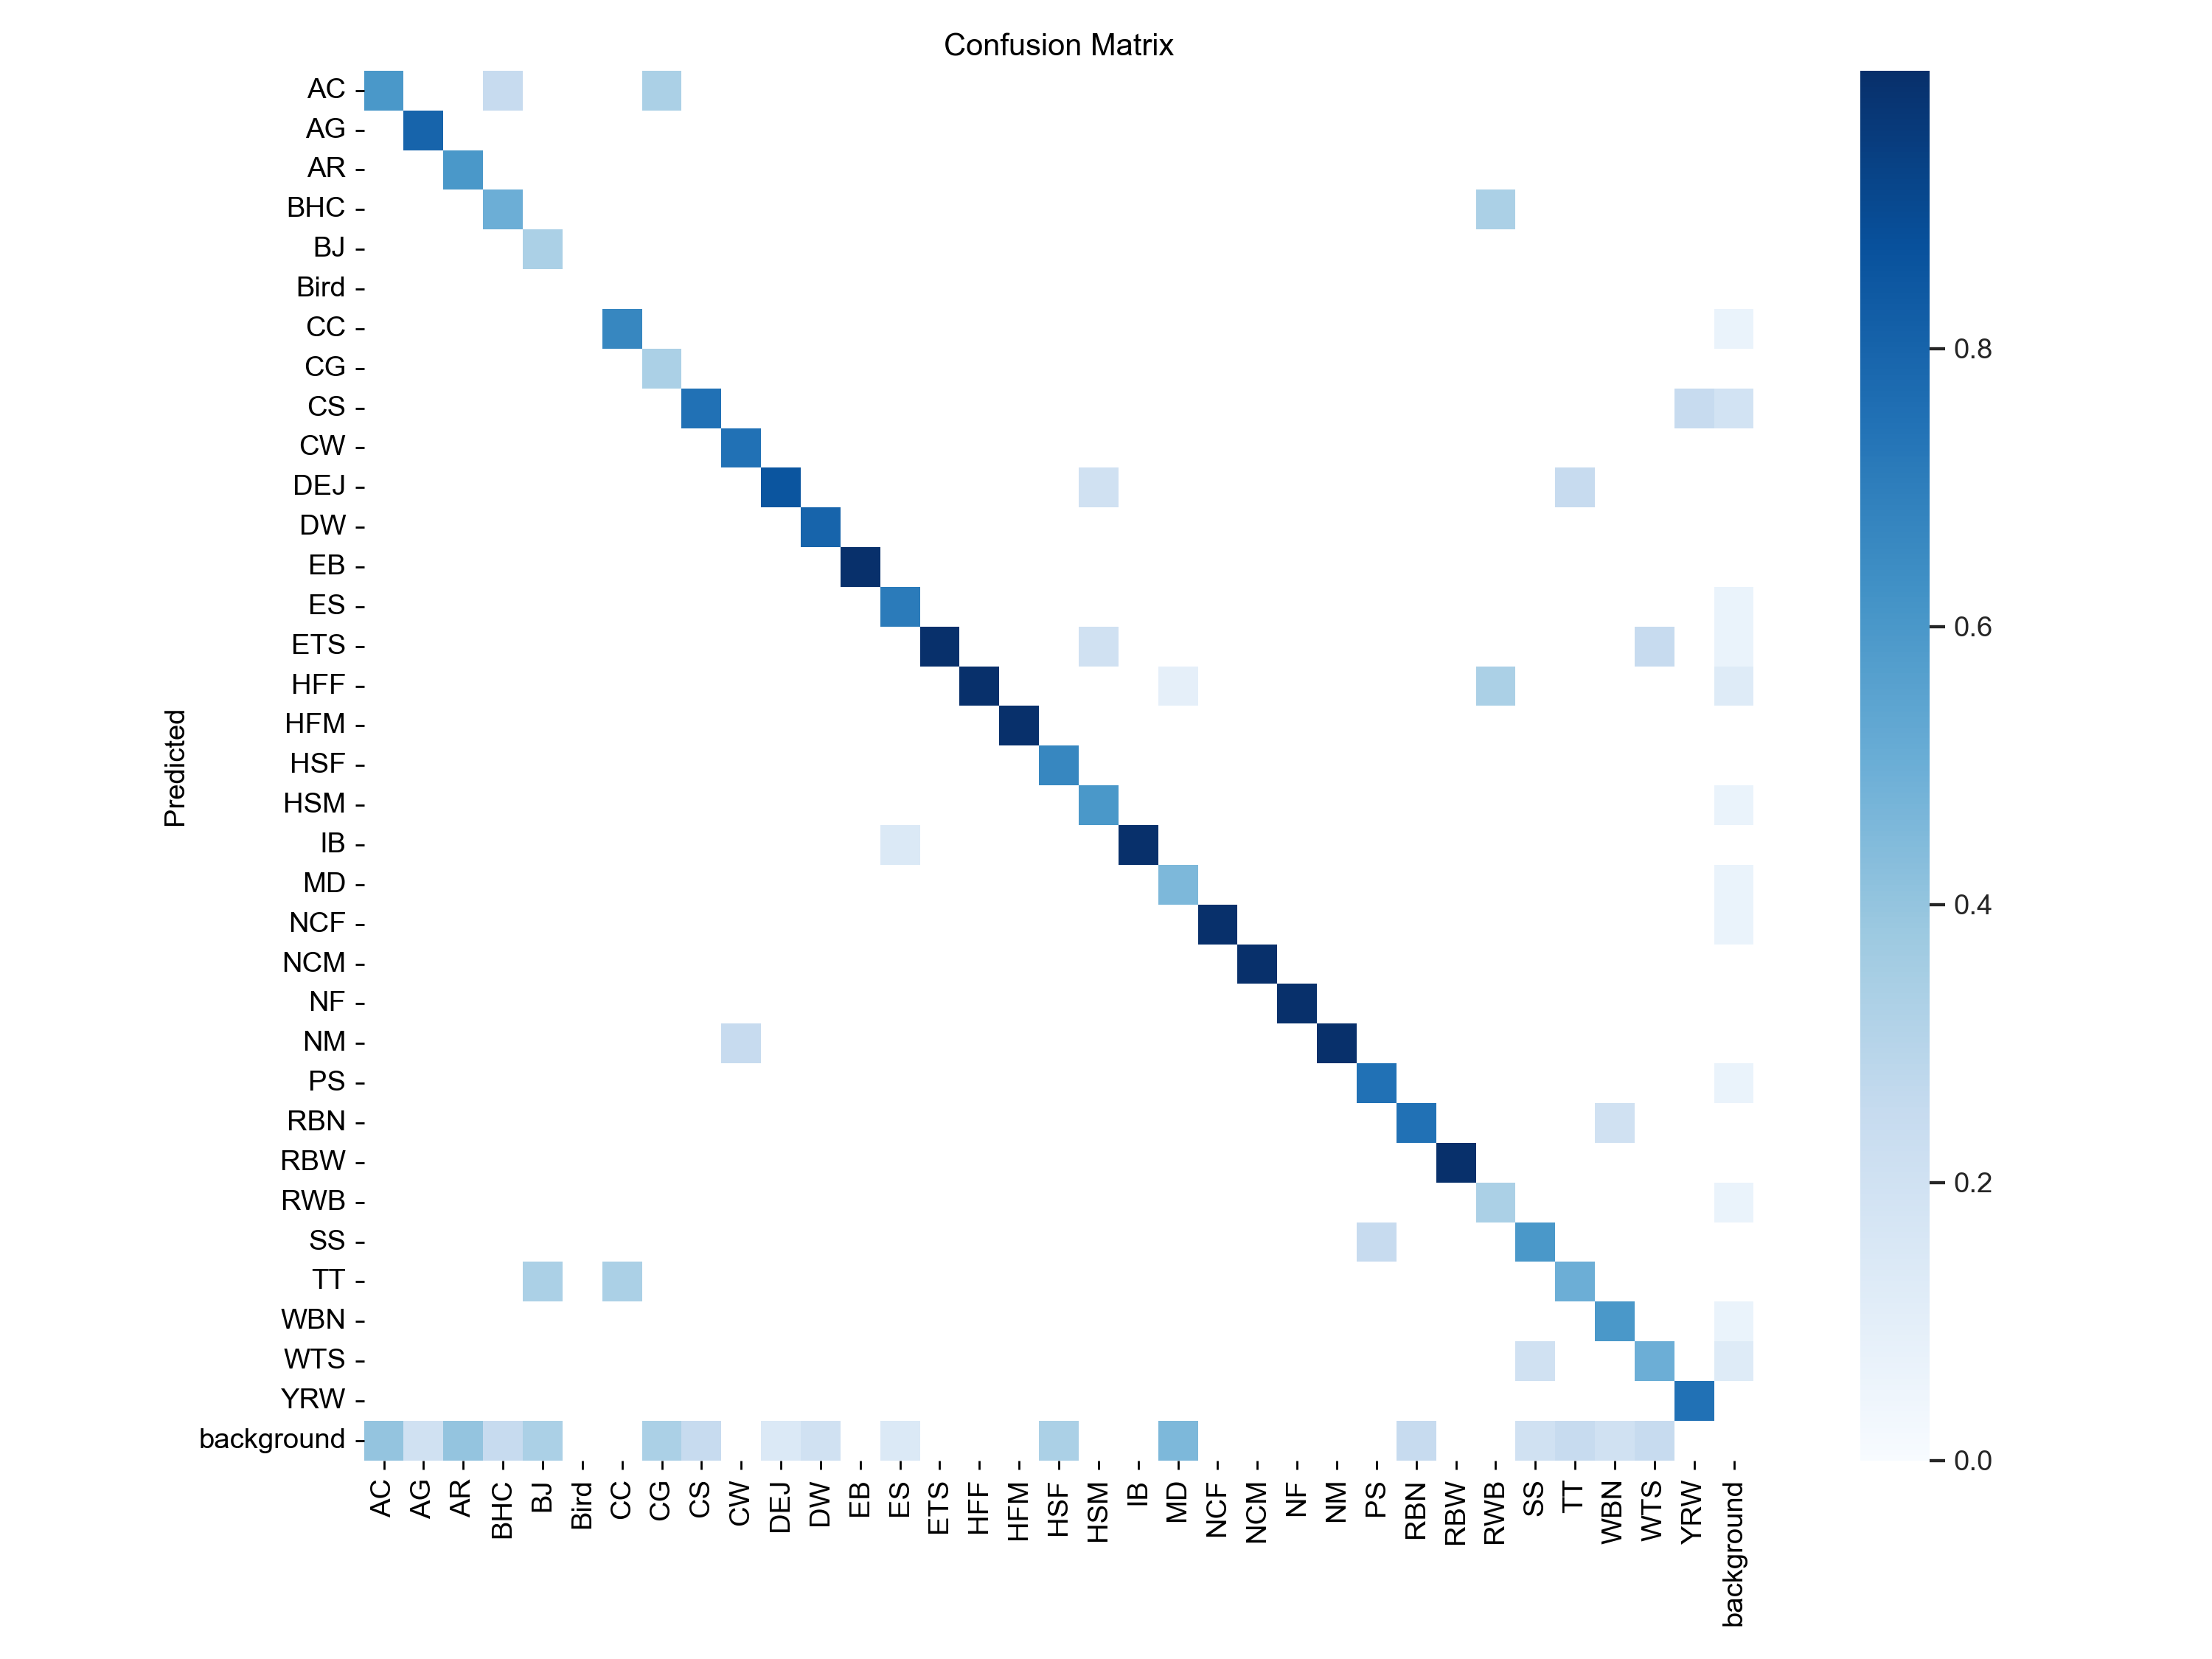 Confusion Matrix
Predicted
AC
AG
AR
BHC
BJ
Bird
CC
CG
CS
CW
DEJ
DW
EB
ES
ETS
HFF
HFM
HSF
HSM
IB
MD
NCF
NCM
NF
NM
PS
RBN
RBW
RWB
SS
TT
WBN
WTS
YRW
background
AC
AG
AR
BHC
BJ
Bird
CC
CG
CS
CW
DEJ
DW
EB
ES
ETS
HFF
HFM
HSF
HSM
IB
MD
NCF
NCM
NF
NM
PS
RBN
RBW
RWB
SS
TT
WBN
WTS
YRW
background
0.8
0.6
0.4
0.2
0.0